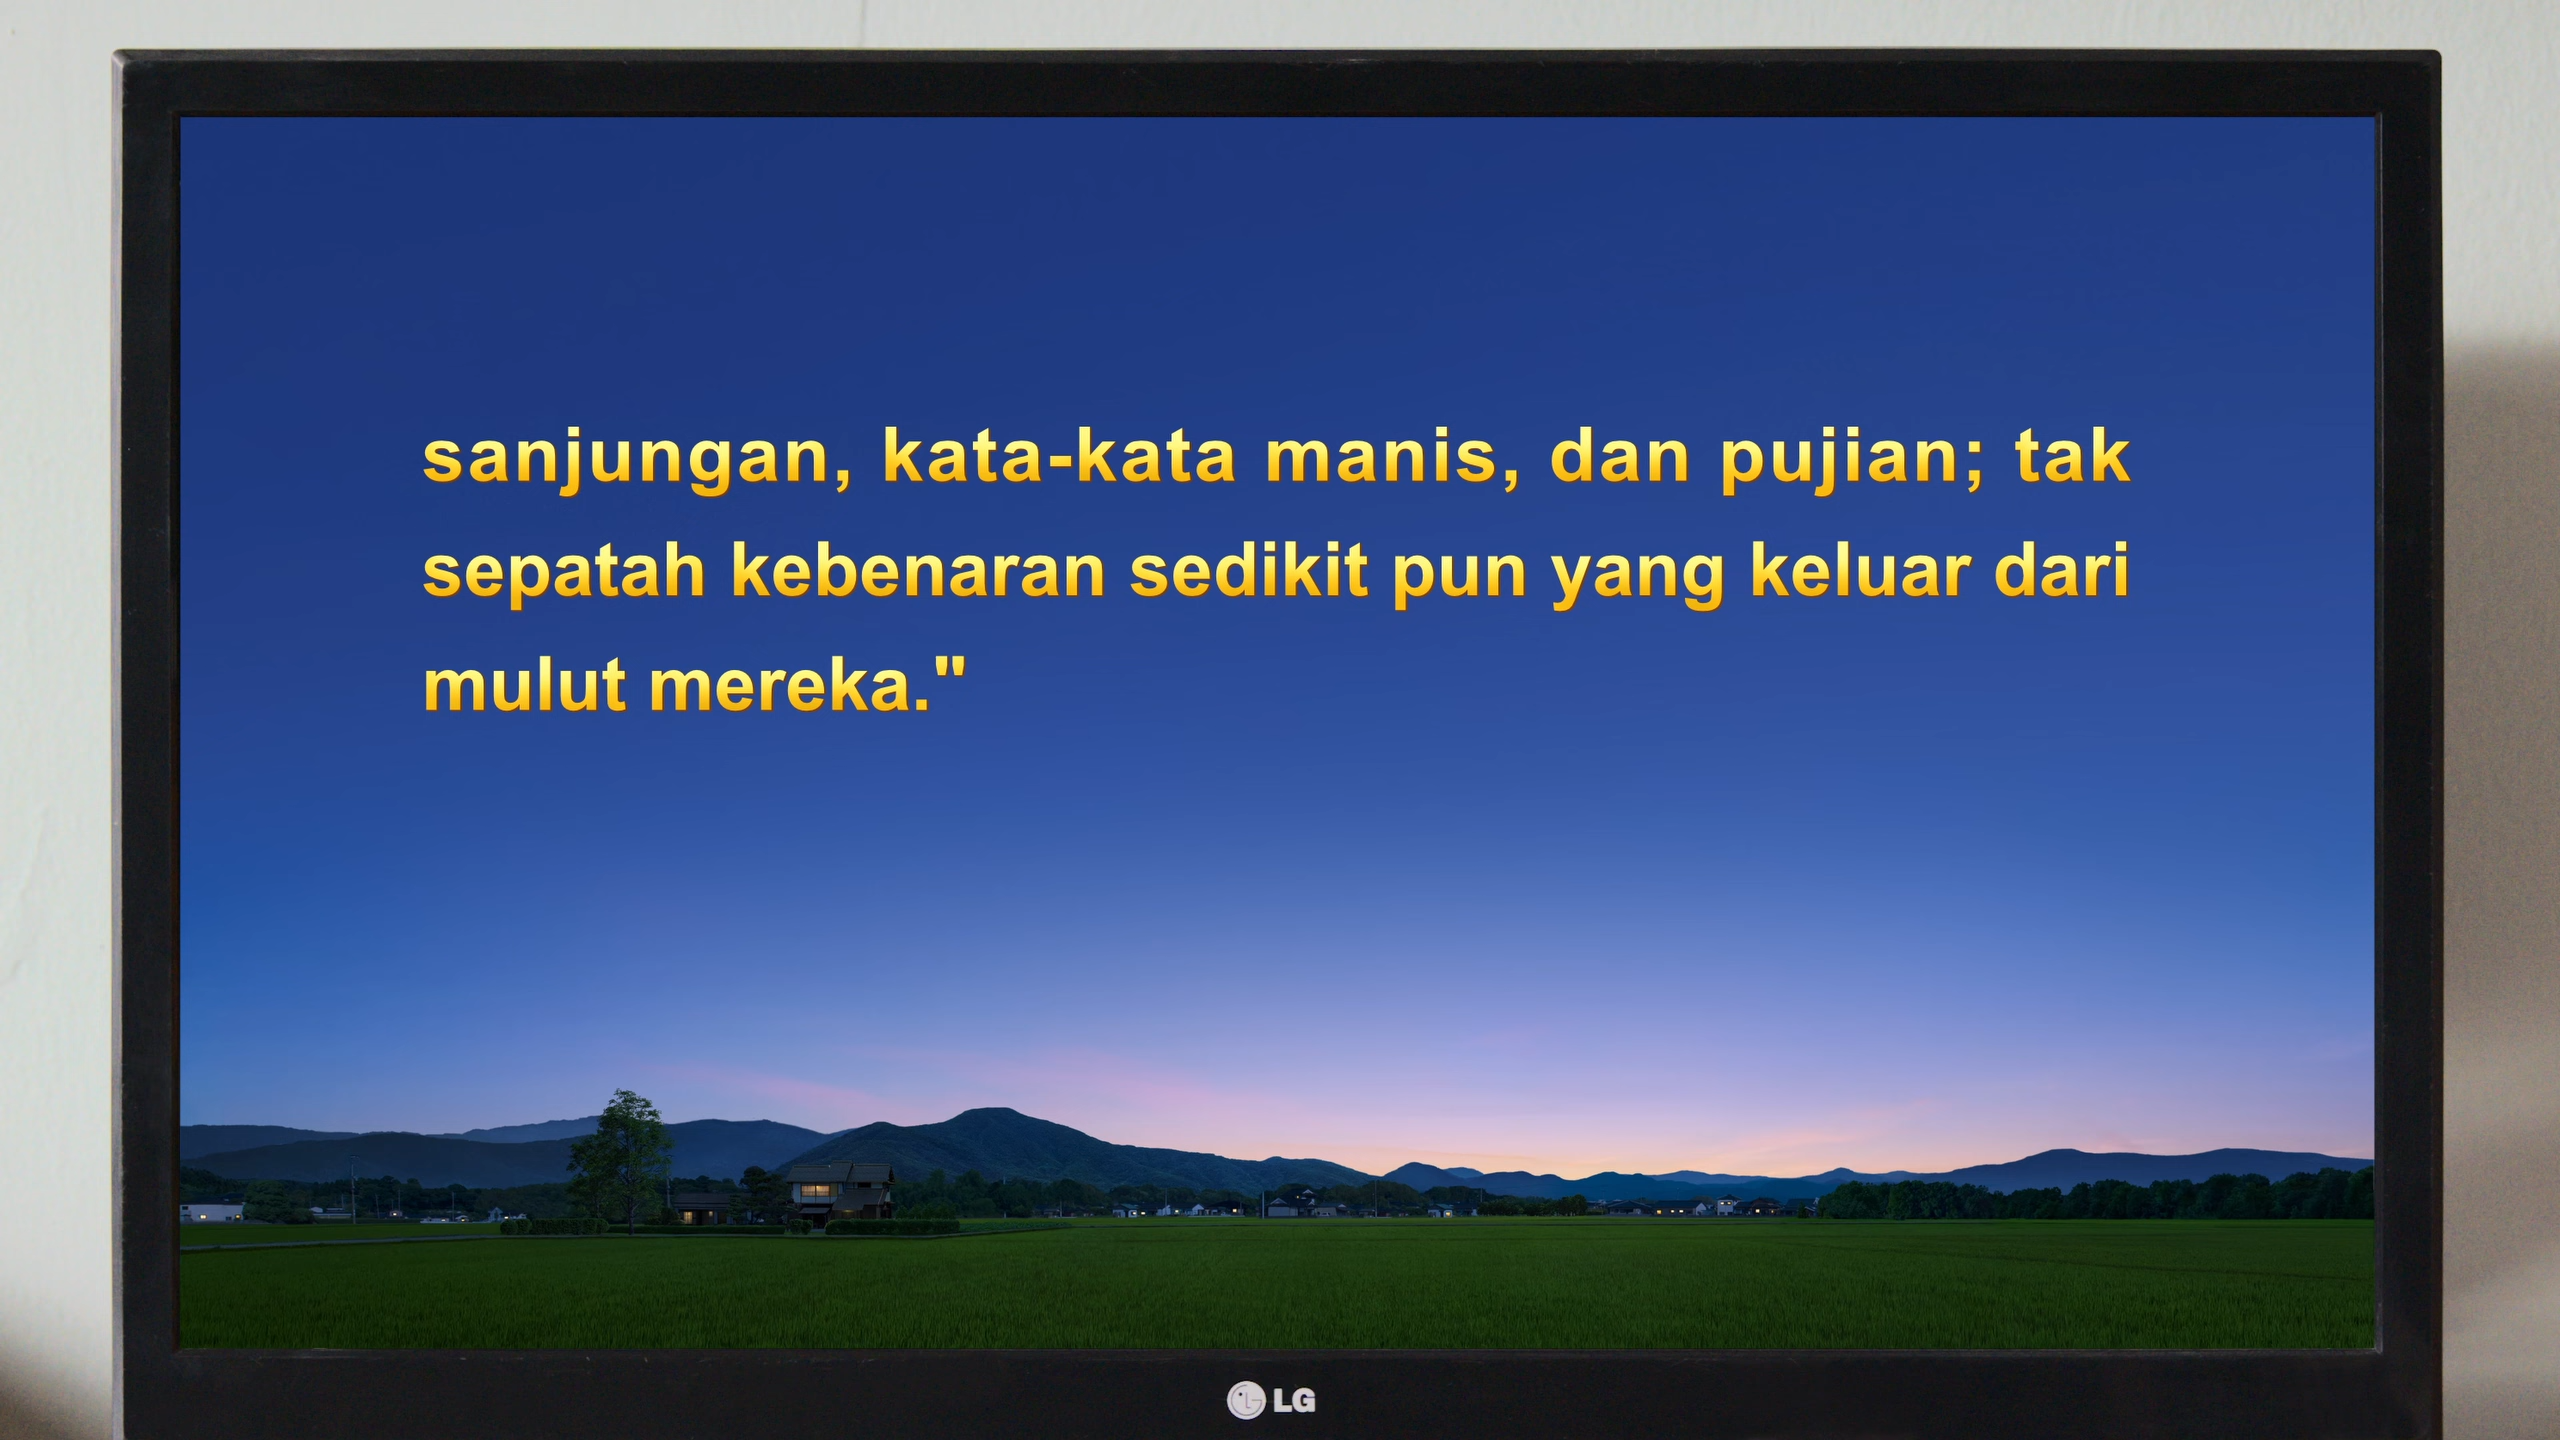 sanjungan, kata-kata manis, dan pujian; tak
sepatah kebenaran sedikit pun yang keluar dari
mulut mereka."
LG